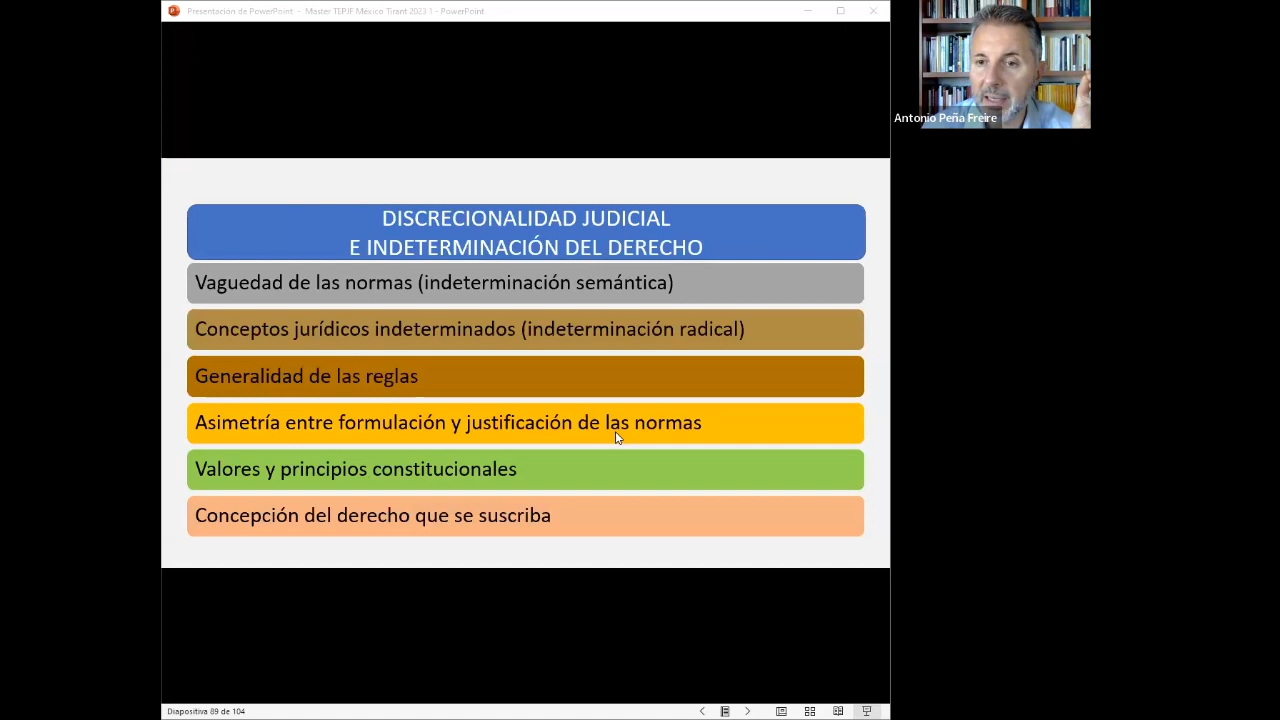 Presentación de PowerPoint - Master TEPJF México Tirant 2023 1 - PowerPoint
Antonio Peña Freire
DISCRECIONALIDAD JUDICIAL
E INDETERMINACIÓN DEL DERECHO
Vaguedad de las normas (indeterminación semántica)
Conceptos jurídicos indeterminados (indeterminación radical)
Generalidad de las reglas
Asimetría entre formulación y justificación de las normas
Valores y principios constitucionales
Concepción del derecho que se suscriba
Diapositiva 89 de 104